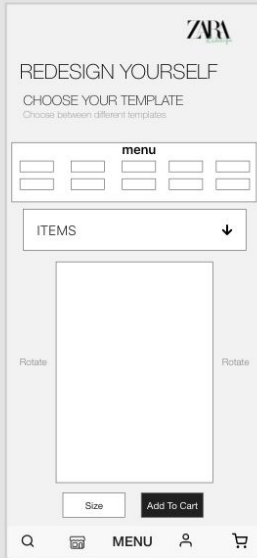 ZARA
REDESIGN YOURSELF
CHOOSE YOUR TEMPLATE
Choose between different templates
menu
ITEMS
Rotate
Rotate
Size
Add To Cart
MENU